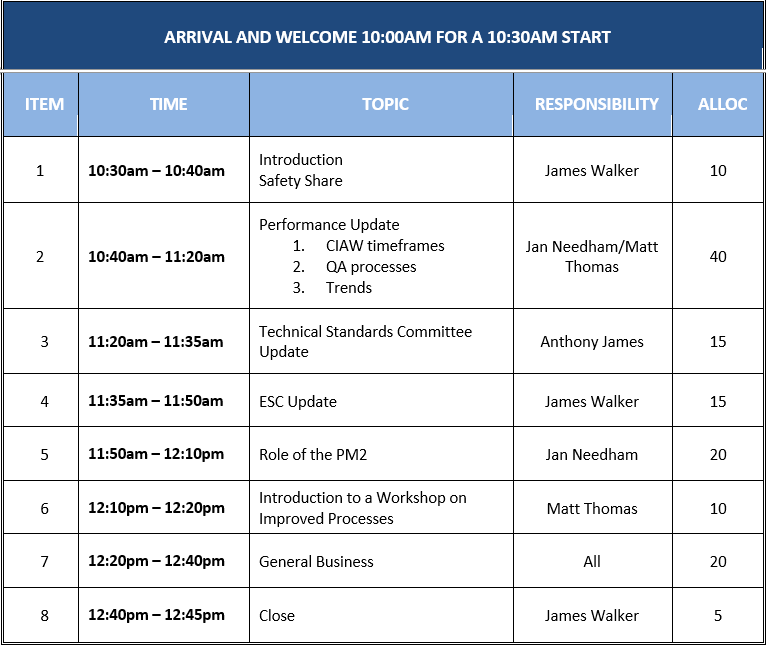 ARRIVAL AND WELCOME 10:00AM FOR A 10:30AM START
ITEM TIME TOPIC RESPONSIBILITY ALLOC
1 10:30am – 10:40am Introduction
Safety Share James Walker 10
2 10:40am – 11:20am Performance Update
1. CIAW timeframes
2. QA processes
3. Trends Jan Needham/Matt
Thomas 40
3 11:20am – 11:35am Technical Standards Committee
Update Anthony James 15
4 11:35am – 11:50am ESC Update James Walker 15
5 11:50am – 12:10pm Role of the PM2 Jan Needham 20
6 12:10pm – 12:20pm Introduction to a Workshop on
Improved Processes Matt Thomas 10
7 12:20pm – 12:40pm General Business All 20
8 12:40pm – 12:45pm Close James Walker 5